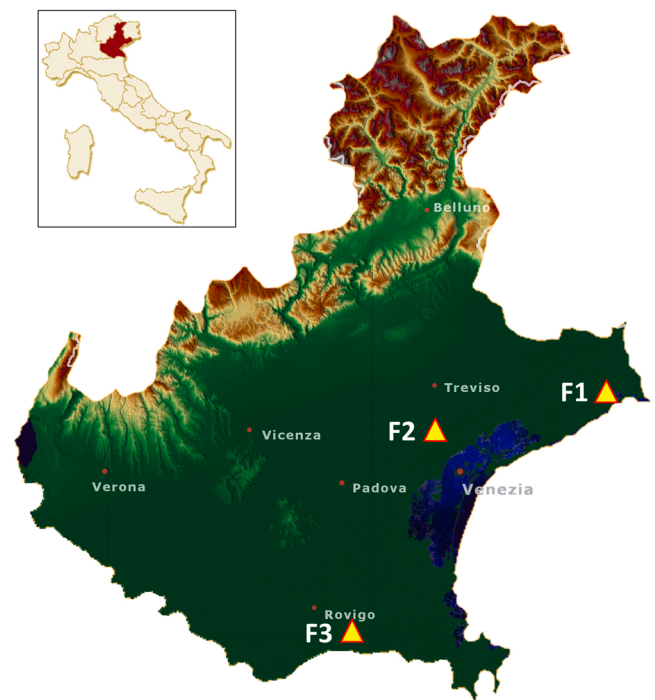 Belluno
Treviso
F1
F2
Vicenza
Verona
Padova
Venezia
Rovigo
F3